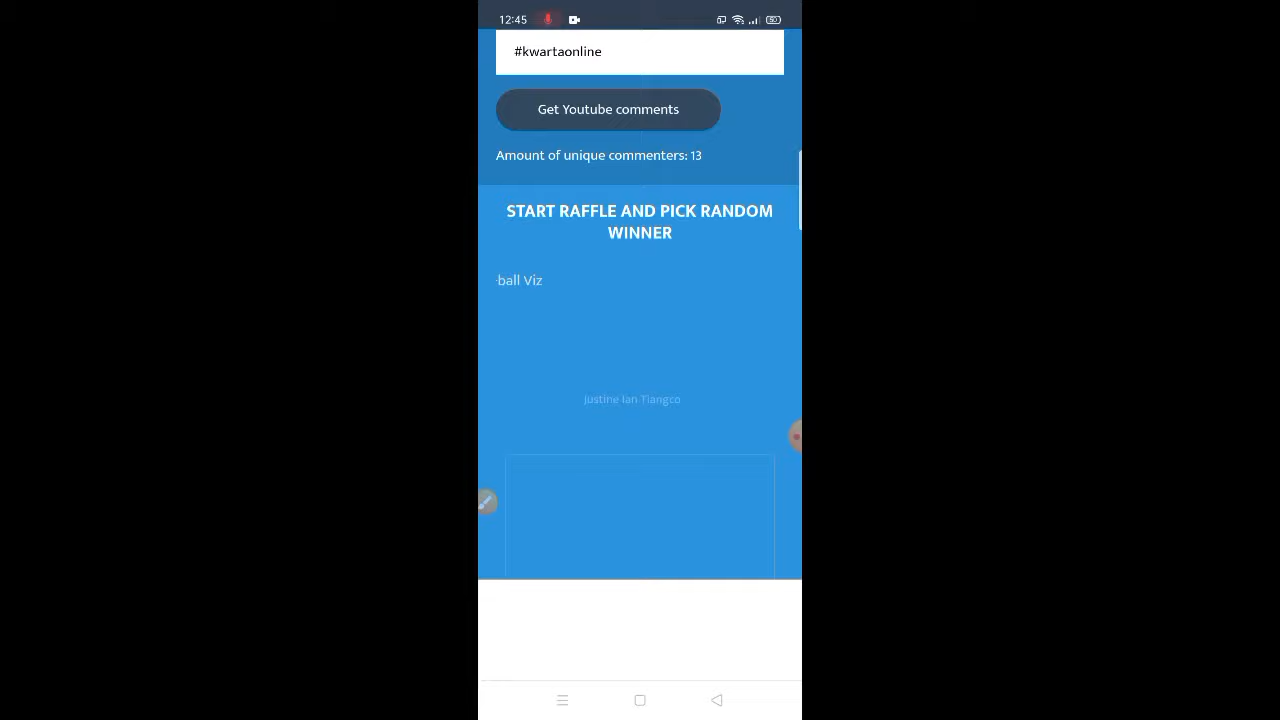 12:45
#kwartaonline
Get Youtube comments
Amount of unique commenters: 13
START RAFFLE AND PICK RANDOM
WINNER
ball Viz
Justine Ian Tiangco